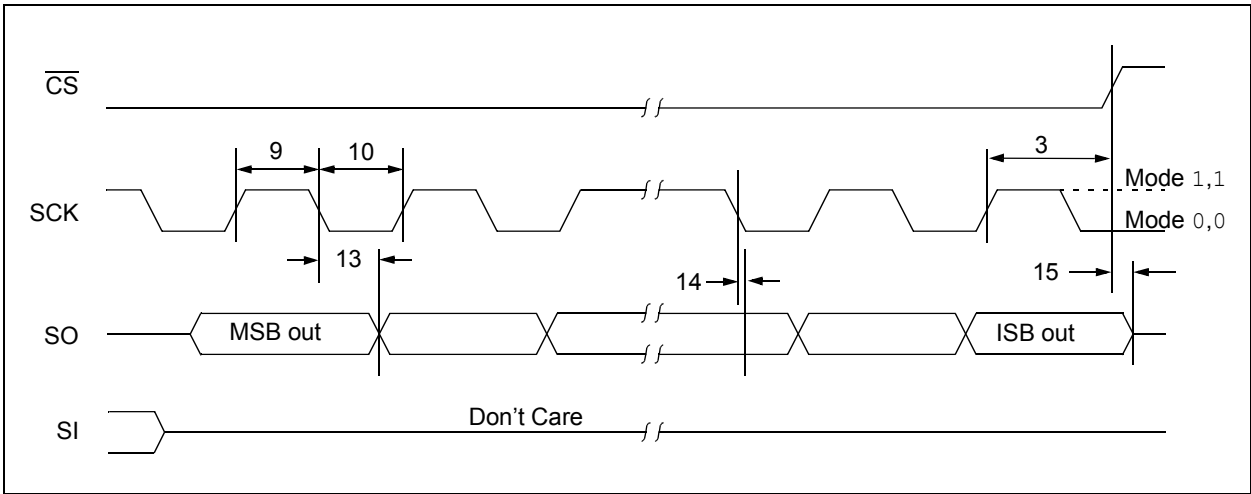 CS
9
10
3
Mode 1,1
SCK
Mode 0,0
13
14
15
SO
MSB out
ISB out
Don't Care
SI